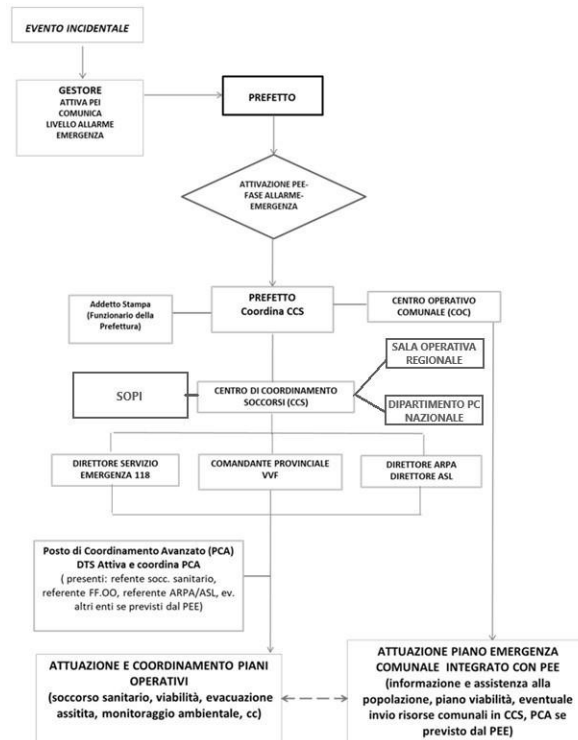 EVENTO INCIDENTALE
GESTORE
ATTIVA PEI
COMUNICA
LIVELLO ALLARME
EMERGENZA
PREFETTO
ATTIVAZIONE PEE-
FASE ALLARME-
EMERGENZA
Addetto Stampa
(Funzionario della
Prefettura)
PREFETTO
Coordina CCS
CENTRO OPERATIVO
COMUNALE (COC)
SALA OPERATIVA
REGIONALE
SOPI
CENTRO DI COORDINAMENTO
SOCCORSI (CCS)
DIPARTIMENTO PC
NAZIONALE
DIRETTORE SERVIZIO
EMERGENZA 118
COMANDANTE PROVINCIALE
VVF
DIRETTORE ARPA
DIRETTORE ASL
Posto di Coordinamento Avanzato (PCA)
DTS Attiva e coordina PCA
( presenti: refente socc. sanitario,
referente FF.OO, referente ARPA/ASL, ev.
altri enti se previsti dal PEE)
ATTUAZIONE E COORDINAMENTO PIANI
OPERATIVI
(soccorso sanitario, viabilità, evacuazione
assitita, monitoraggio ambientale, cc)
ATTUAZIONE PIANO EMERGENZA
COMUNALE INTEGRATO CON PEE
(informazione e assistenza alla
popolazione, piano viabilità, eventuale
invio risorse comunali in CCS, PCA se
previsto dal PEE)